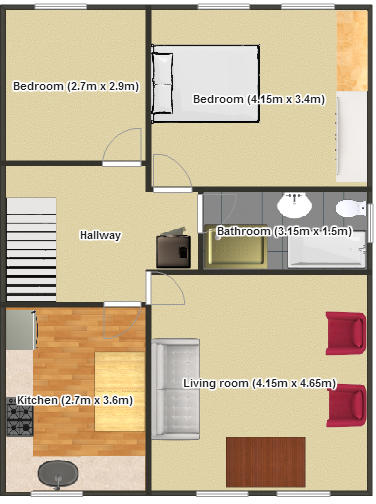 Bedroom (2.7m x 2.9m)
Bedroom (4.15m x 3.4m)
Hallway
Bathroom (3.15m x 1.5m)
Living room (4.15m x 4.65m)
Kitchen (2.7m x 3.6m)